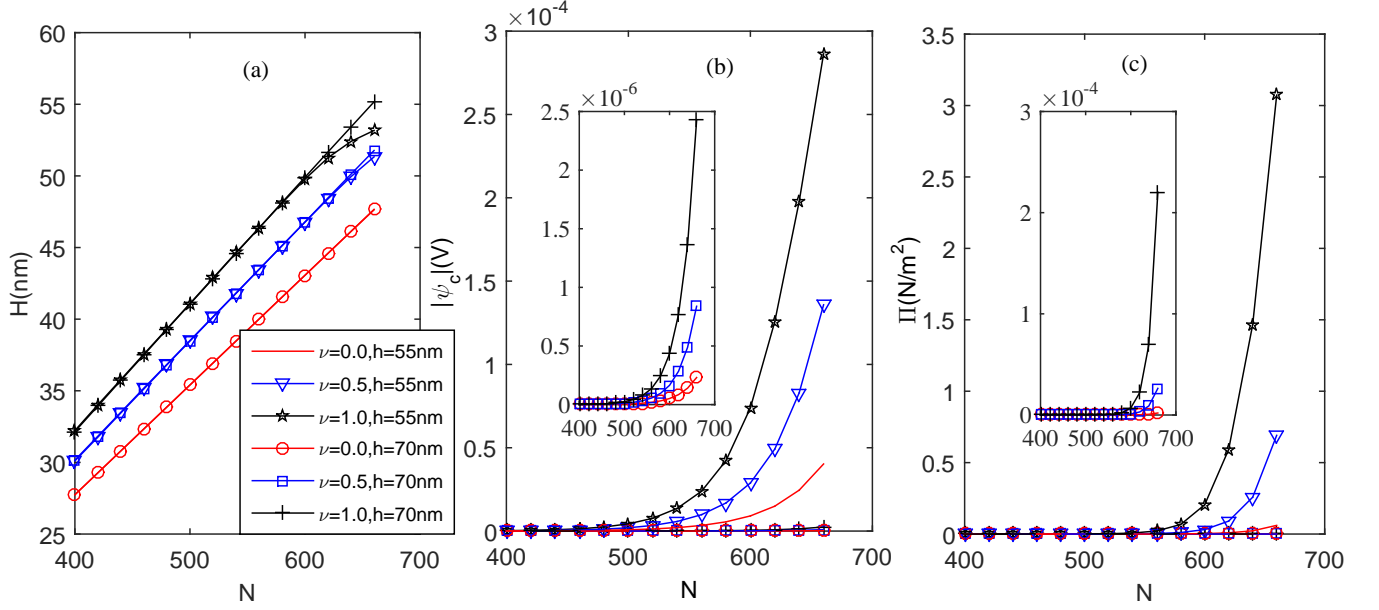 (a)
H(nm)
60
55
50
45
40
35
30
25
400
500
600
700
N
ν=0.0,h=55nm
ν=0.5,h=55nm
ν=1.0,h=55nm
ν=0.0,h=70nm
ν=0.5,h=70nm
ν=1.0,h=70nm
×10⁻⁴
(b)
|ψc|(V)
3
2.5
2
1.5
1
0.5
0
400
500
600
700
N
×10⁻⁶
2.5
2
1.5
1
0.5
0
400 500 600 700
(c)
Π(N/m²)
3.5
3
2.5
2
1.5
1
0.5
0
400
500
600
700
N
×10⁻⁴
3
2
1
0
400 500 600 700